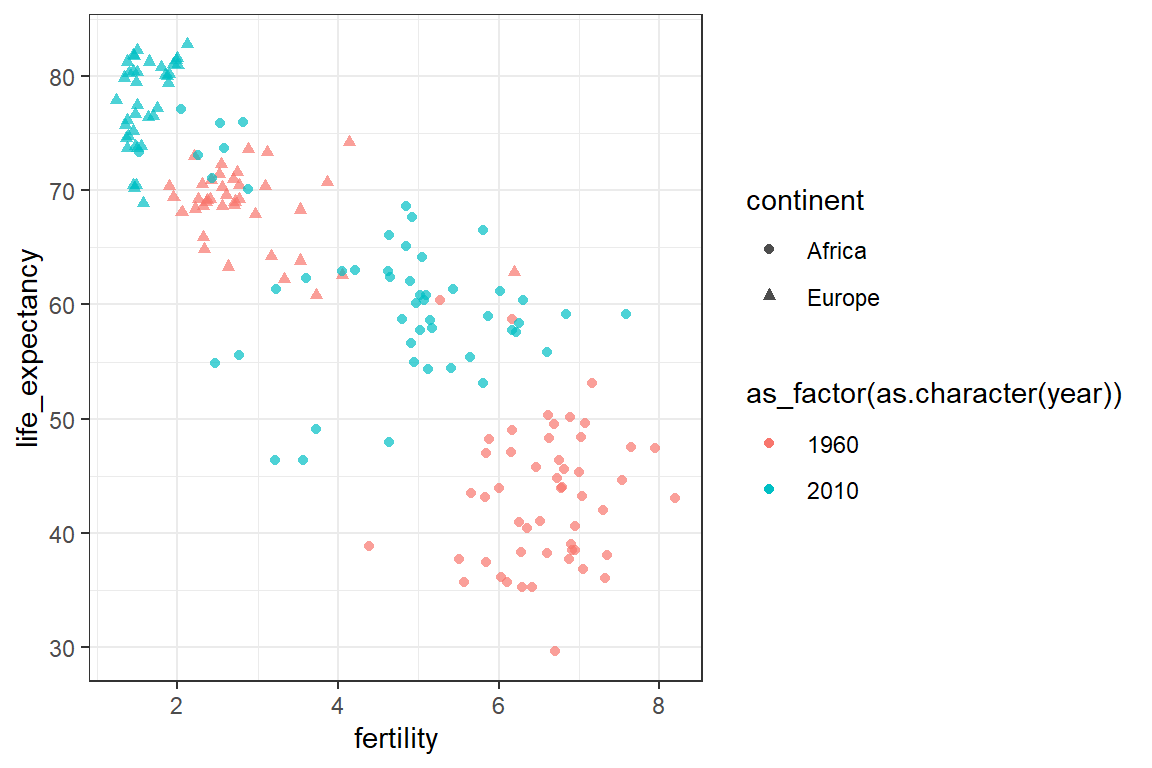 80
70
60
50
40
30
life_expectancy
2
4
6
8
fertility
continent
Africa
Europe
as_factor(as.character(year))
1960
2010